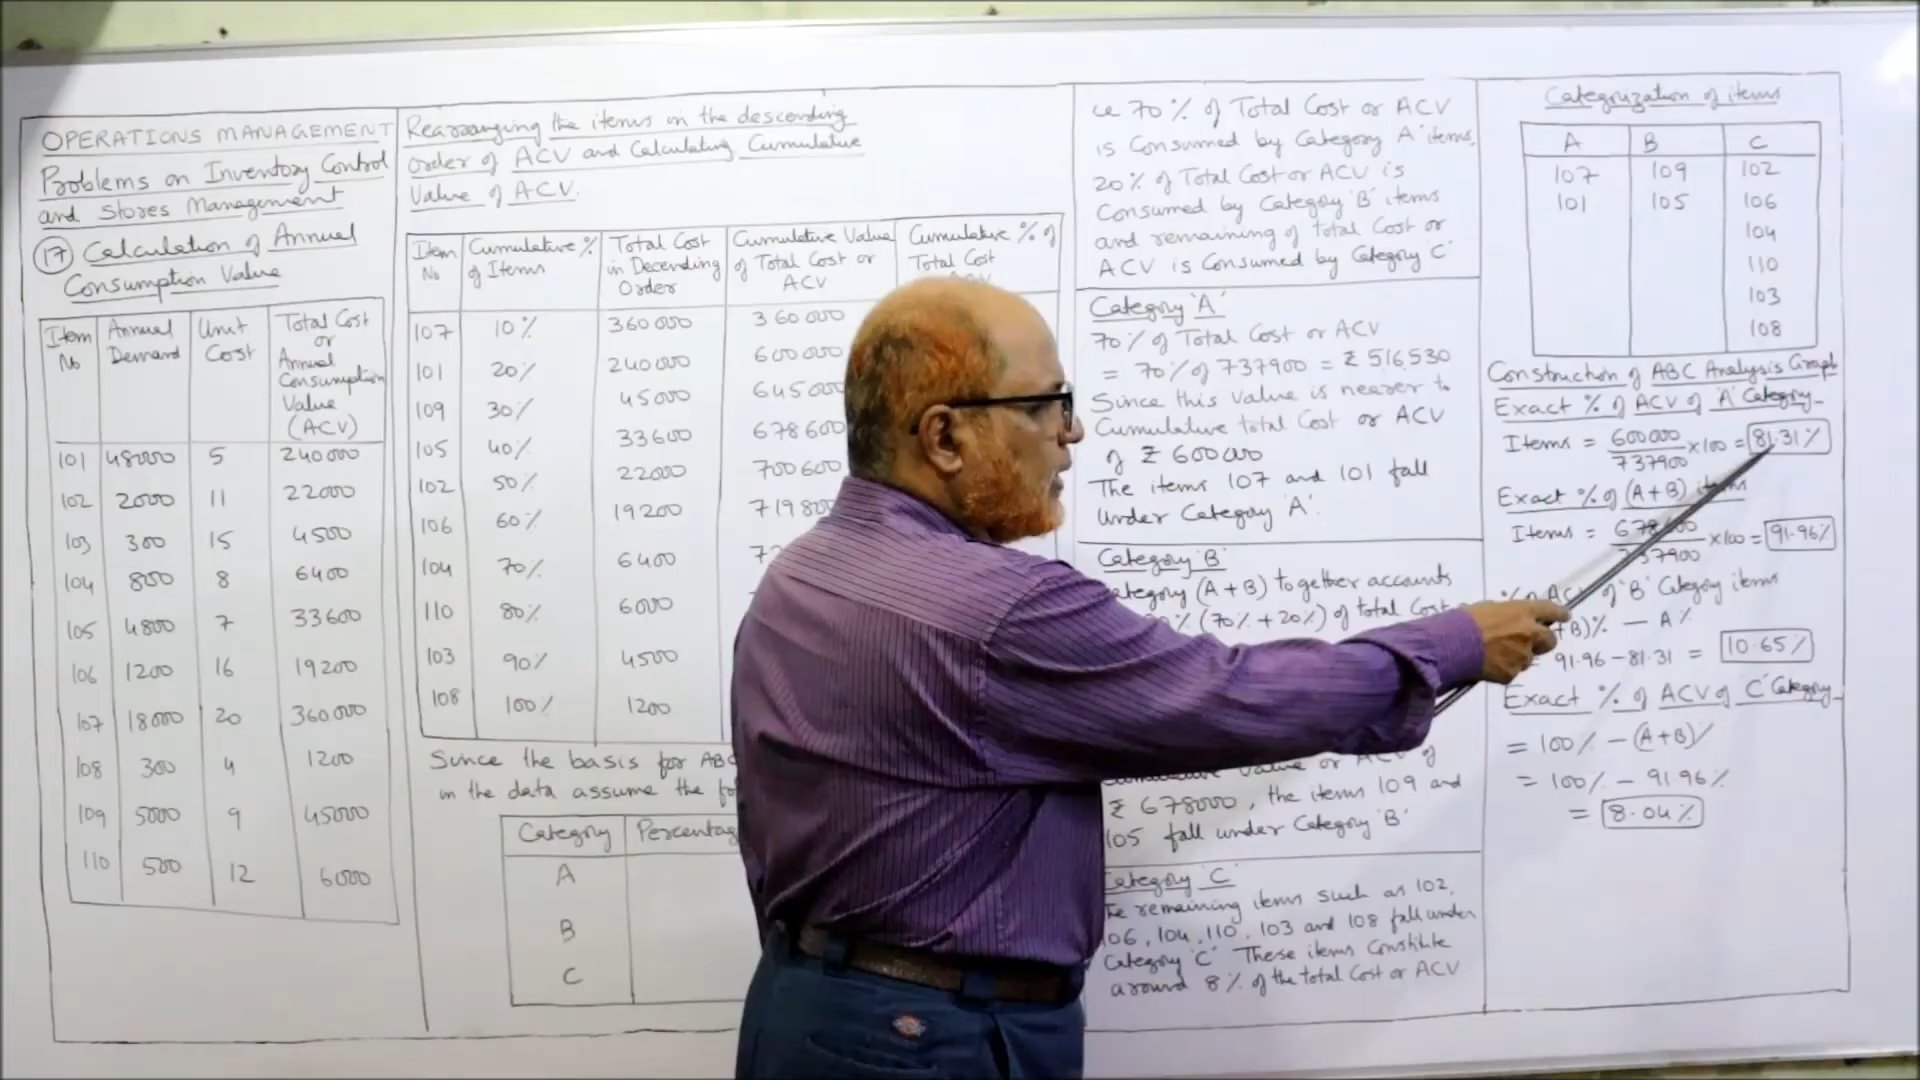 OPERATIONS MANAGEMENT
Problems on Inventory Control
and Stores Management
17 Calculation of Annual
Consumption Value
Item No | Annual Demand | Unit Cost | Total Cost or Annual Consumption Value (ACV)
101 48000 5 240000
102 2000 11 22000
103 300 15 4500
104 800 8 6400
105 4800 7 33600
106 1200 16 19200
107 18000 20 360000
108 300 4 1200
109 5000 9 45000
110 500 12 6000
Rearranging the items in the descending
order of ACV and Calculating Cumulative
Value of ACV.
Item No | Cumulative % of Items | Total Cost in Decending Order | Cumulative Value of Total Cost or ACV | Cumulative % of Total Cost
107 10% 360000 360000
101 20% 240000 600000
109 30% 45000 645000
105 40% 33600 678600
102 50% 22000 700600
106 60% 19200 719800
104 70% 6400
110 80% 6000
103 90% 4500
108 100% 1200
Since the basis for ABC
in the data assume the
Category
A
B
C
i.e 70% of Total Cost or ACV
is Consumed by Category 'A' items,
20% of Total Cost or ACV is
Consumed by Category 'B' items
and remaining of total Cost or
ACV is Consumed by Category 'C'
Category 'A'
70% of Total Cost or ACV
= 70% of 737900 = ₹ 516530
Since this value is nearer to
Cumulative total Cost or ACV
of ₹ 600000
The items 107 and 101 fall
under Category 'A'.
Category 'B'
(A+B) together accounts
(70%+20%) of total Cost
Value or ACV of
₹ 678000, the items 109 and
105 fall under Category 'B'
Category 'C'
The remaining items such as 102,
106, 104, 110, 103 and 108 fall under
Category 'C' These items Constitute
around 8% of the total Cost or ACV
Categorization of items
A B C
107 109 102
101 105 106
104
110
103
108
Construction of ABC Analysis Graph
Exact % of ACV of 'A' Category
Items = 600000/737900 ×100 = 81.31%
Exact % of (A+B) items
Items = 678600/737900 ×100 = 91.96%
of 'B' Category items
+B)% − A%
= 91.96−81.31 = 10.65%
Exact % of ACV of 'C' Category
= 100% − (A+B)%
= 100% − 91.96%
= 8.04%